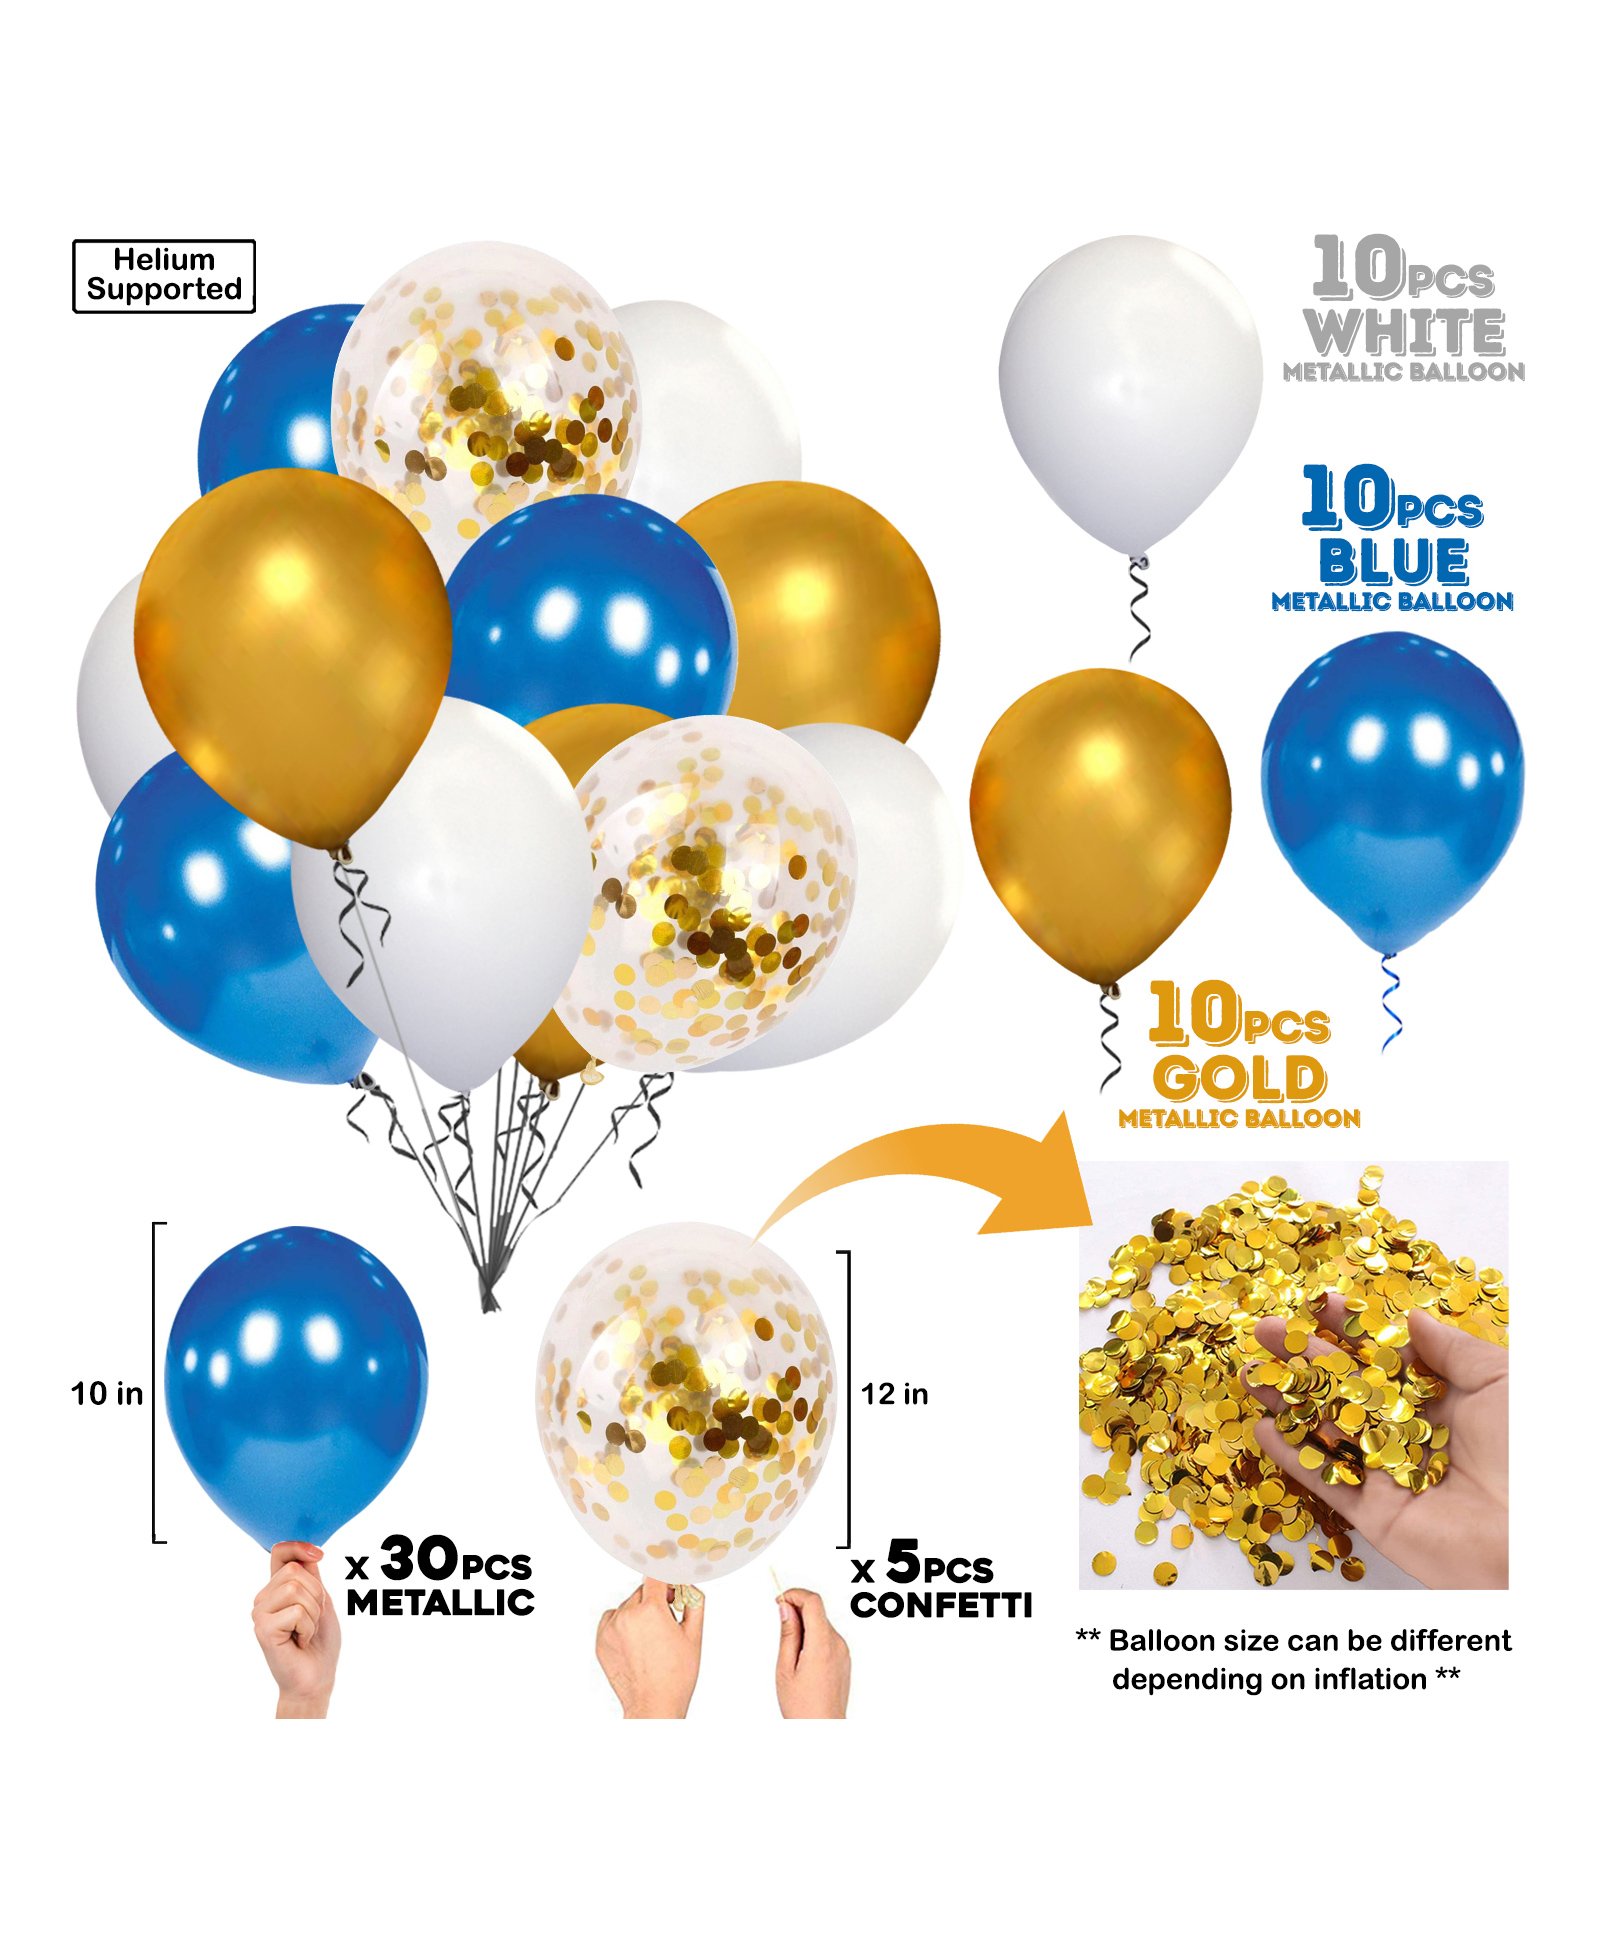 Helium
Supported
10PCS
WHITE
METALLIC BALLOON
10PCS
BLUE
METALLIC BALLOON
10PCS
GOLD
METALLIC BALLOON
10 in
x 30PCS
METALLIC
12 in
x 5PCS
CONFETTI
** Balloon size can be different
depending on inflation **